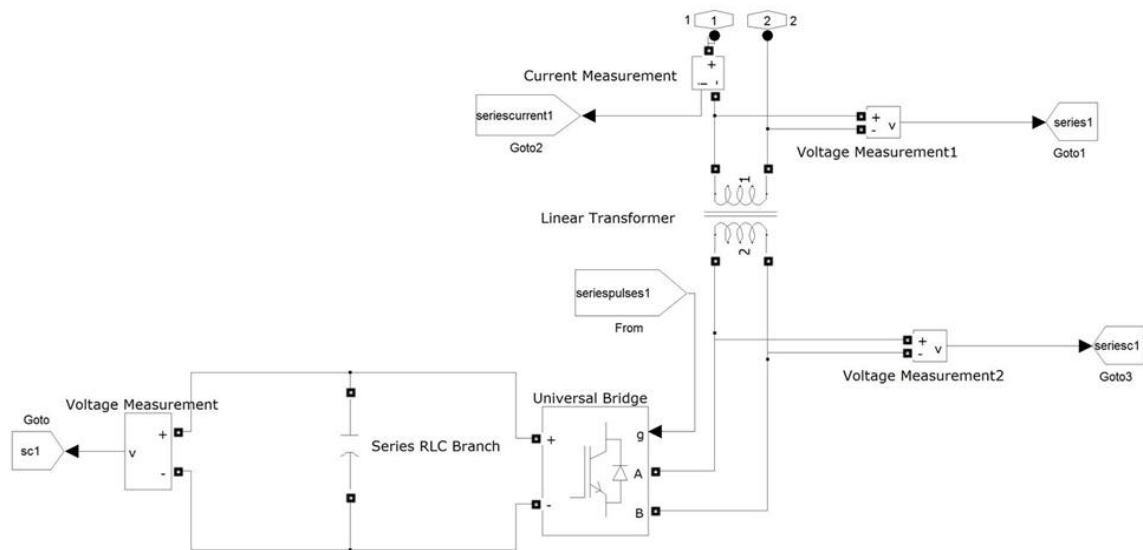 1 1 2 2
+
Current Measurement
- i
seriescurrent1
Goto2
+
- v
series1
Voltage Measurement1
Goto1
1
Linear Transformer
2
seriespulses1
From
+
- v
seriesc1
Voltage Measurement2
Goto3
Universal Bridge
Goto
Voltage Measurement
sc1
v
+
-
Series RLC Branch
+
-
g
A
B